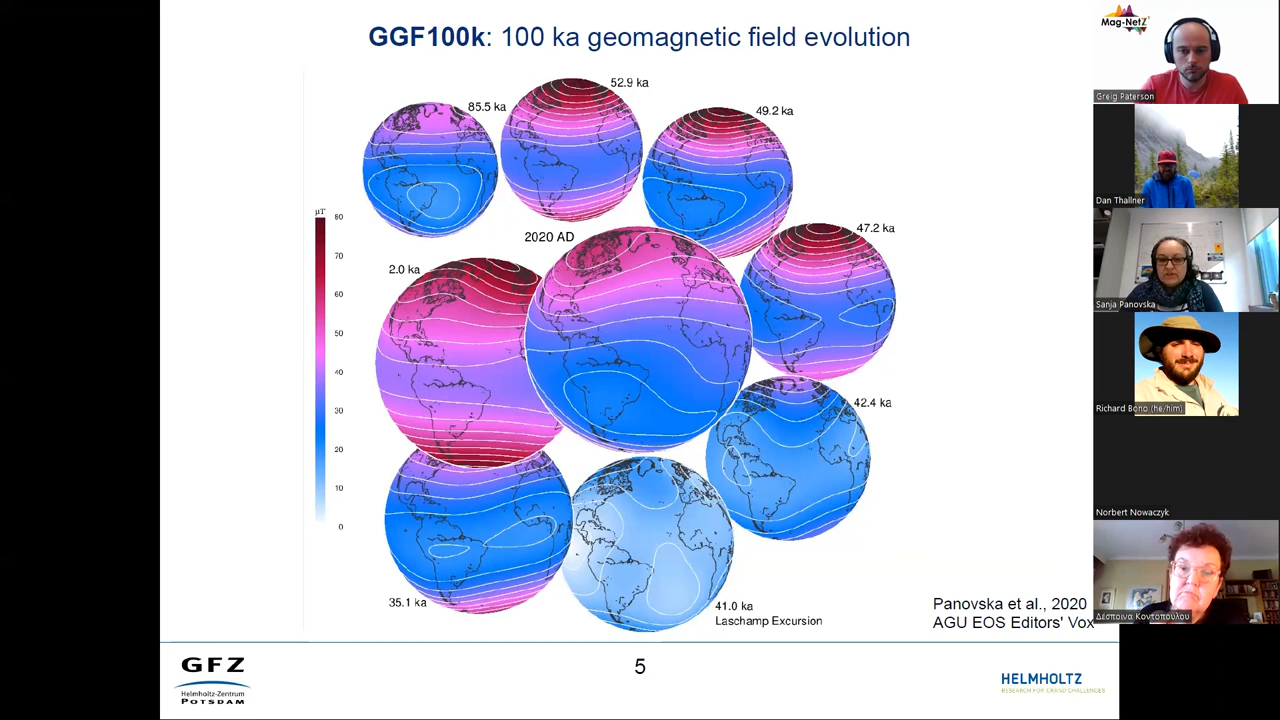 GGF100k: 100 ka geomagnetic field evolution
85.5 ka
52.9 ka
49.2 ka
47.2 ka
2020 AD
2.0 ka
42.4 ka
35.1 ka
41.0 ka
Laschamp Excursion
µT
80
70
60
50
40
30
20
10
0
Panovska et al., 2020
AGU EOS Editors' Vox
GFZ
Helmholtz-Zentrum
POTSDAM
5
HELMHOLTZ
RESEARCH FOR GRAND CHALLENGES
Mag-NetZ
Greig Paterson
Dan Thallner
Sanja Panovska
Richard Bono (he/him)
Norbert Nowaczyk
Δέσποινα Κοντοπουλου